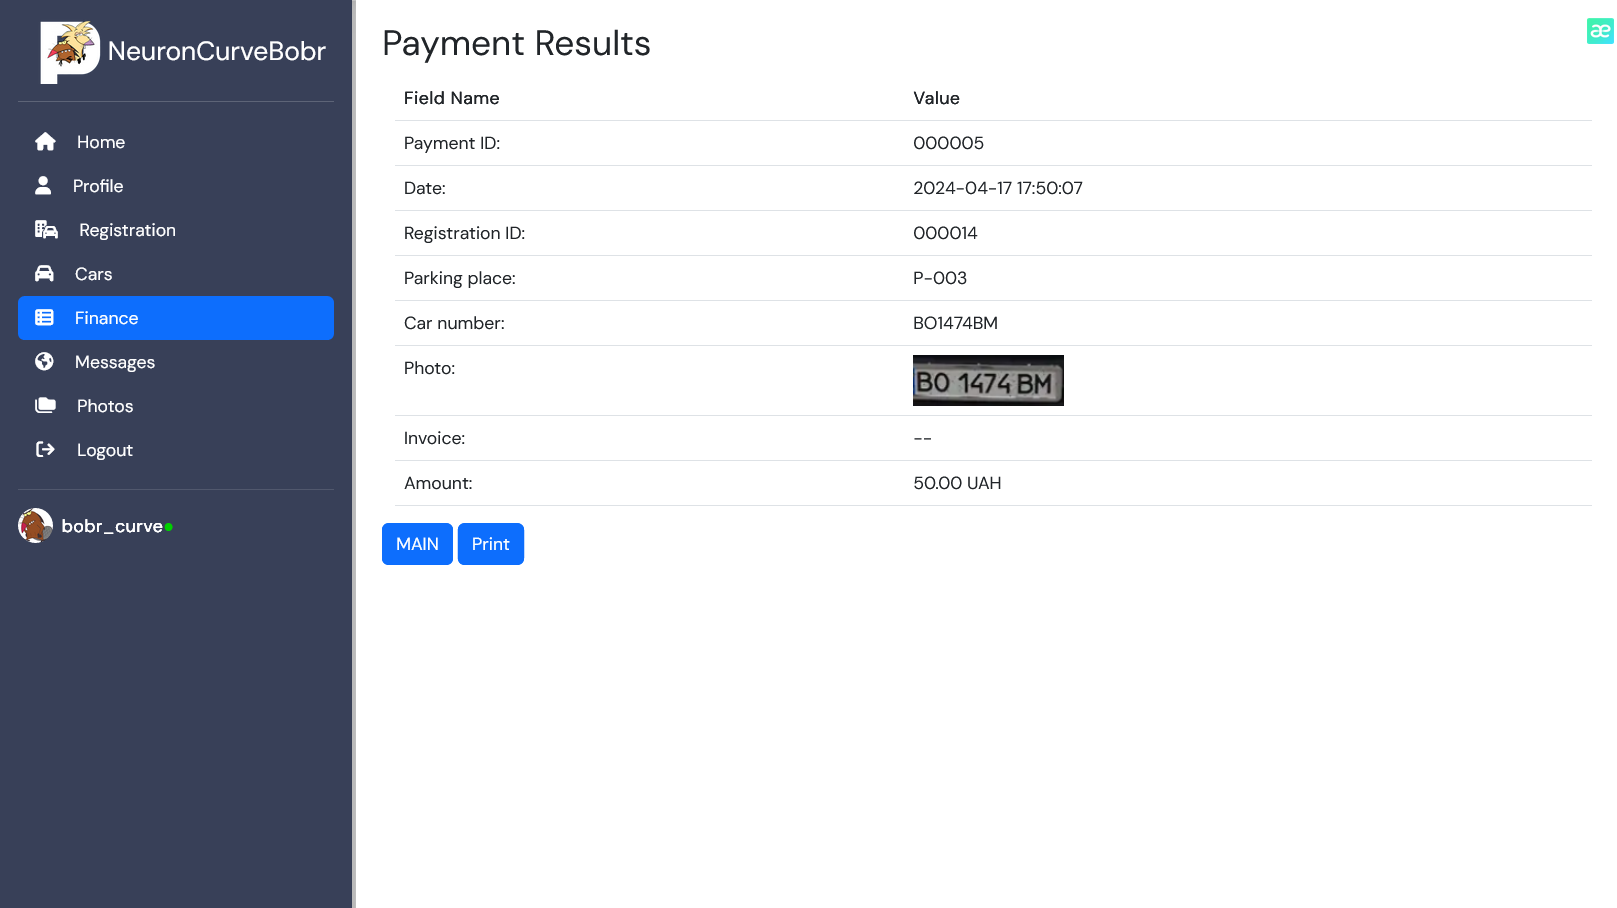 NeuronCurveBobr
Home
Profile
Registration
Cars
Finance
Messages
Photos
Logout
bobr_curve
Payment Results
Field Name Value
Payment ID: 000005
Date: 2024-04-17 17:50:07
Registration ID: 000014
Parking place: P-003
Car number: BO1474BM
Photo: BO 1474 BM
Invoice: --
Amount: 50.00 UAH
MAIN Print
æ